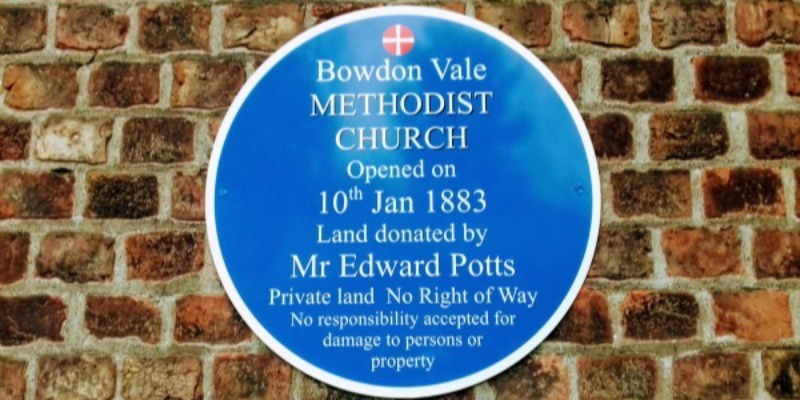 Bowdon Vale
METHODIST
CHURCH
Opened on
10th Jan 1883
Land donated by
Mr Edward Potts
Private land No Right of Way
No responsibility accepted for
damage to persons or
property